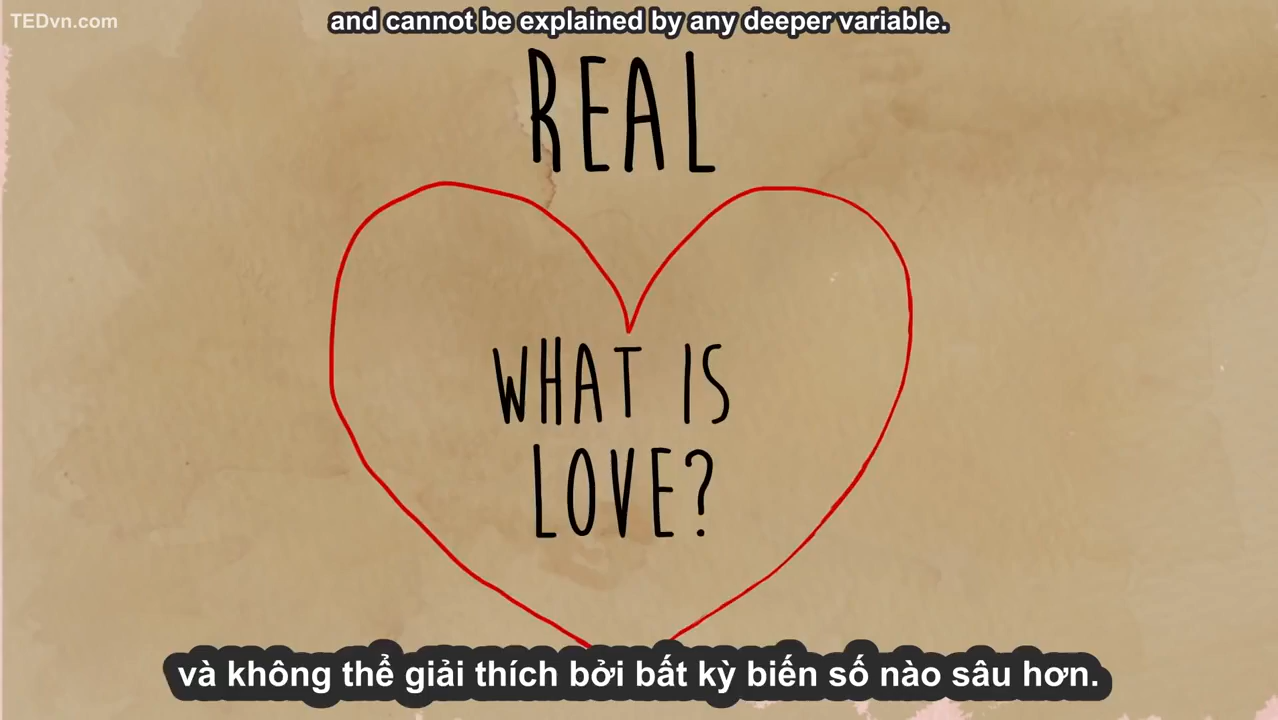 TEDvn.com
and cannot be explained by any deeper variable.
REAL
WHAT IS
LOVE?
và không thể giải thích bởi bất kỳ biến số nào sâu hơn.